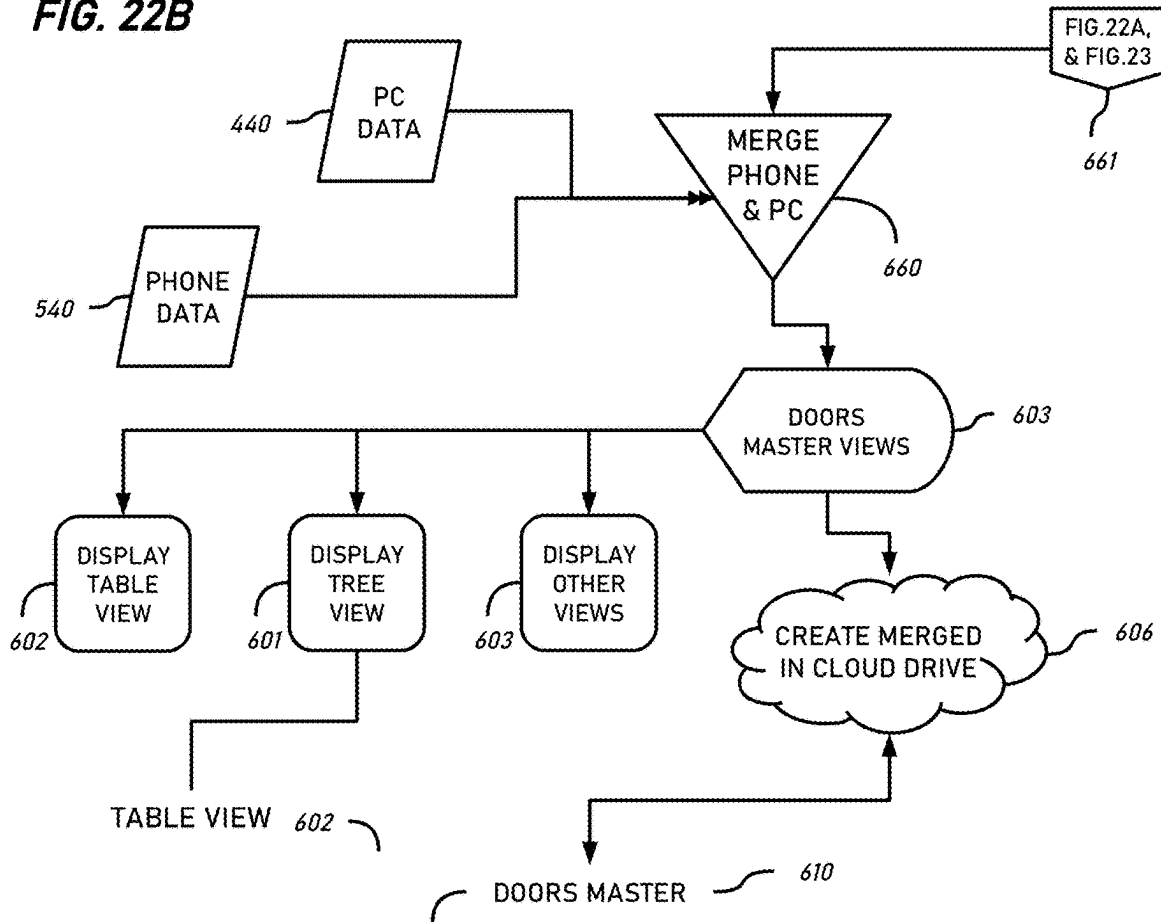 FIG. 22B
FIG.22A,
& FIG.23
661
PC
DATA
440
MERGE
PHONE
& PC
660
PHONE
DATA
540
DOORS
MASTER VIEWS
603
DISPLAY
TABLE
VIEW
602
DISPLAY
TREE
VIEW
601
DISPLAY
OTHER
VIEWS
603
CREATE MERGED
IN CLOUD DRIVE
606
TABLE VIEW 602
DOORS MASTER 610